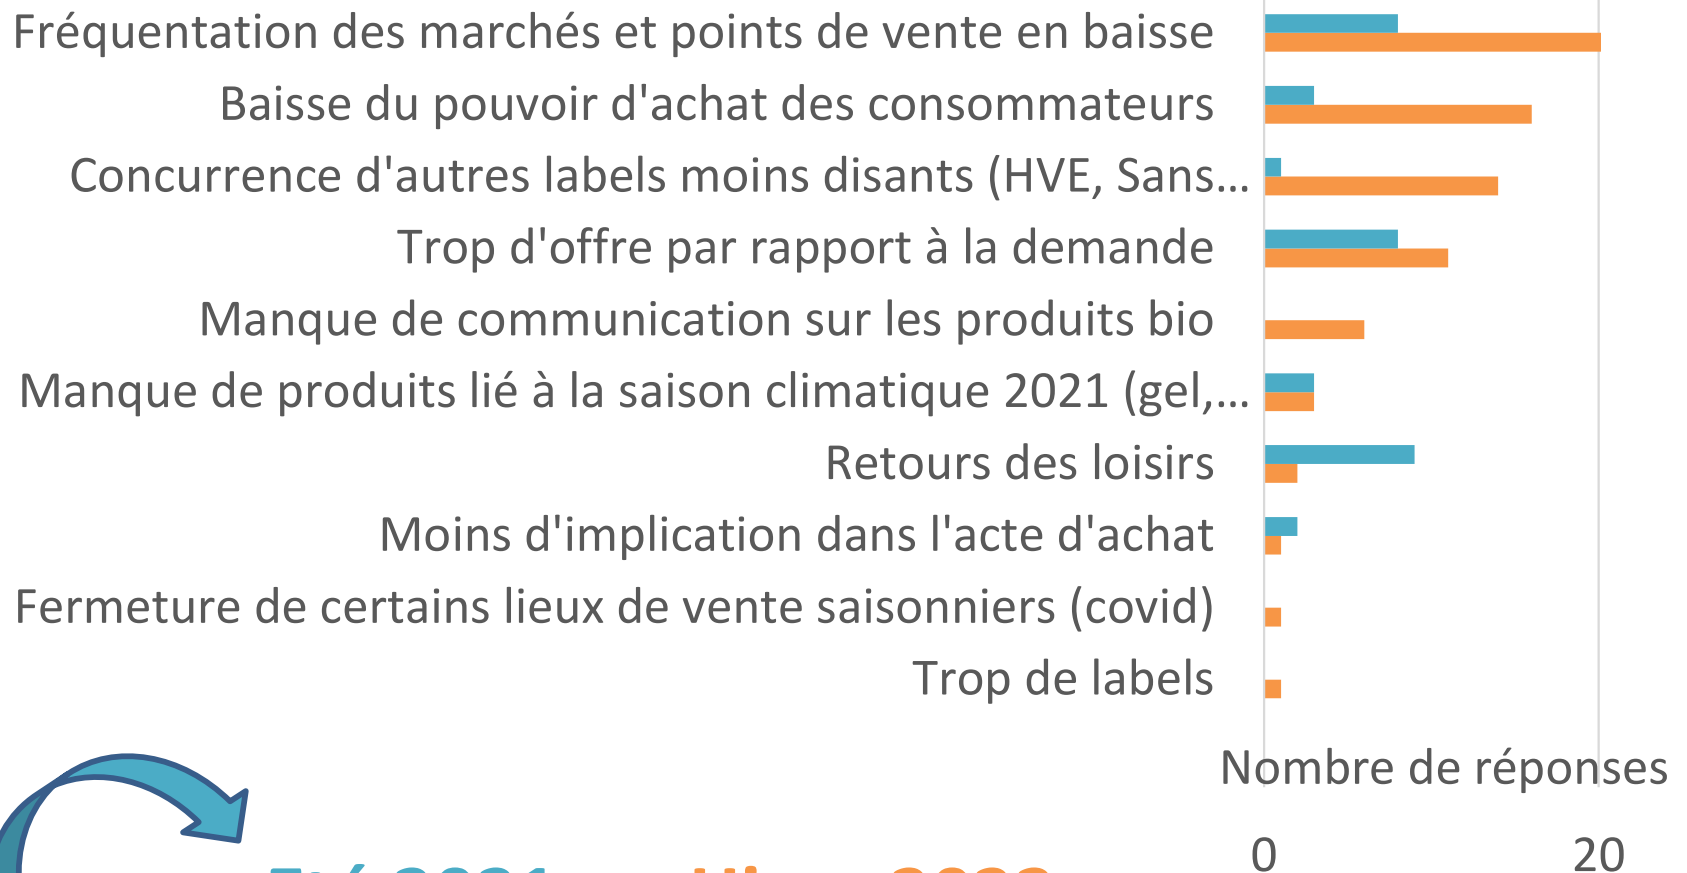 Fréquentation des marchés et points de vente en baisse
Baisse du pouvoir d'achat des consommateurs
Concurrence d'autres labels moins disants (HVE, Sans...
Trop d'offre par rapport à la demande
Manque de communication sur les produits bio
Manque de produits lié à la saison climatique 2021 (gel,...
Retours des loisirs
Moins d'implication dans l'acte d'achat
Fermeture de certains lieux de vente saisonniers (covid)
Trop de labels
Nombre de réponses
0 20